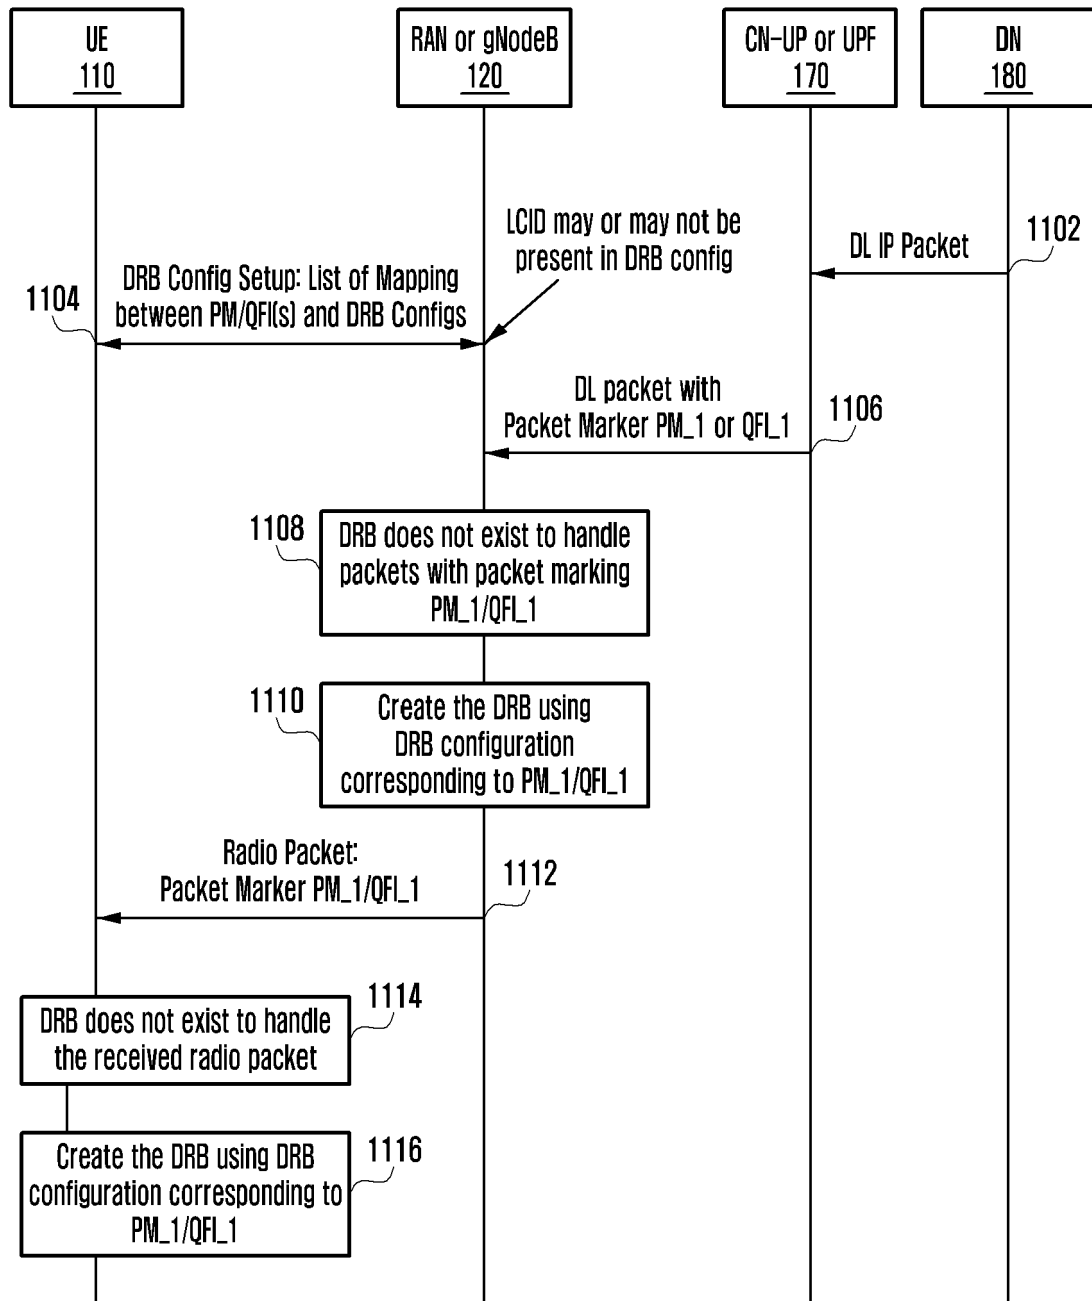 UE
110
RAN or gNodeB
120
CN-UP or UPF
170
DN
180
LCID may or may not be
present in DRB config
DL IP Packet
1102
DRB Config Setup: List of Mapping
between PM/QFI(s) and DRB Configs
1104
DL packet with
Packet Marker PM_1 or QFI_1
1106
1108
DRB does not exist to handle
packets with packet marking
PM_1/QFI_1
1110
Create the DRB using
DRB configuration
corresponding to PM_1/QFI_1
Radio Packet:
Packet Marker PM_1/QFI_1
1112
DRB does not exist to handle
the received radio packet
1114
Create the DRB using DRB
configuration corresponding to
PM_1/QFI_1
1116